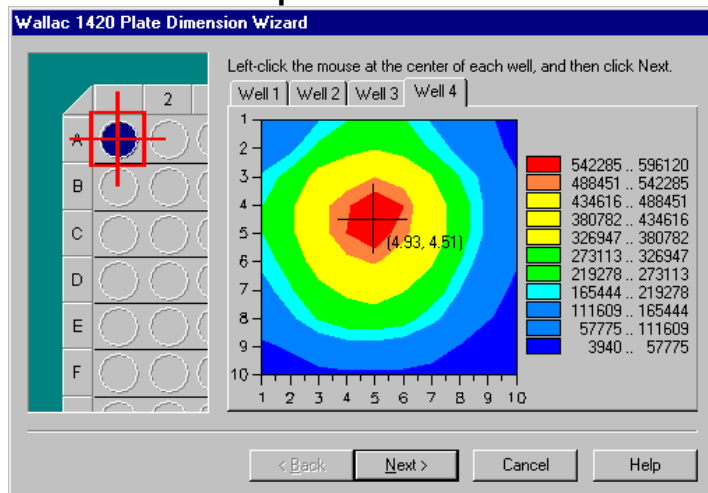 Wallac 1420 Plate Dimension Wizard
Left-click the mouse at the center of each well, and then click Next.
Well 1 Well 2 Well 3 Well 4
2
A
B
C
D
E
F
1
2
3
4
5
6
7
8
9
10
(4.93, 4.51)
1 2 3 4 5 6 7 8 9 10
542285 .. 596120
488451 .. 542285
434616 .. 488451
380782 .. 434616
326947 .. 380782
273113 .. 326947
219278 .. 273113
165444 .. 219278
111609 .. 165444
57775 .. 111609
3940 .. 57775
< Back Next > Cancel Help